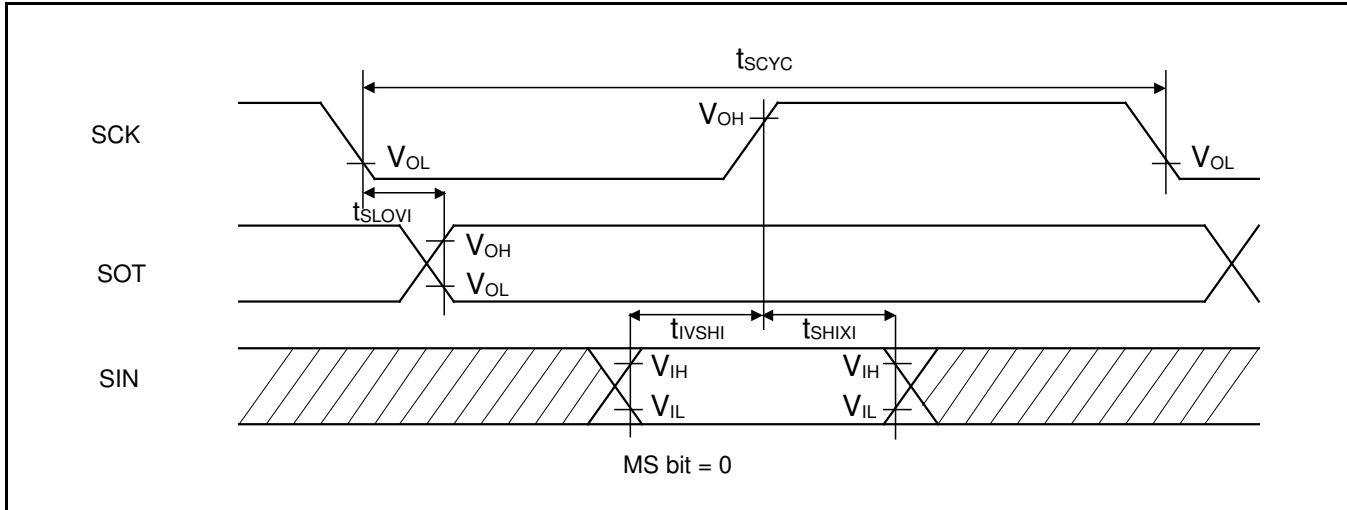 tSCYC
SCK
VOH
VOL
VOL
tSLOVI
SOT
VOH
VOL
tIVSHI
tSHIXI
SIN
VIH
VIH
VIL
VIL
MS bit = 0